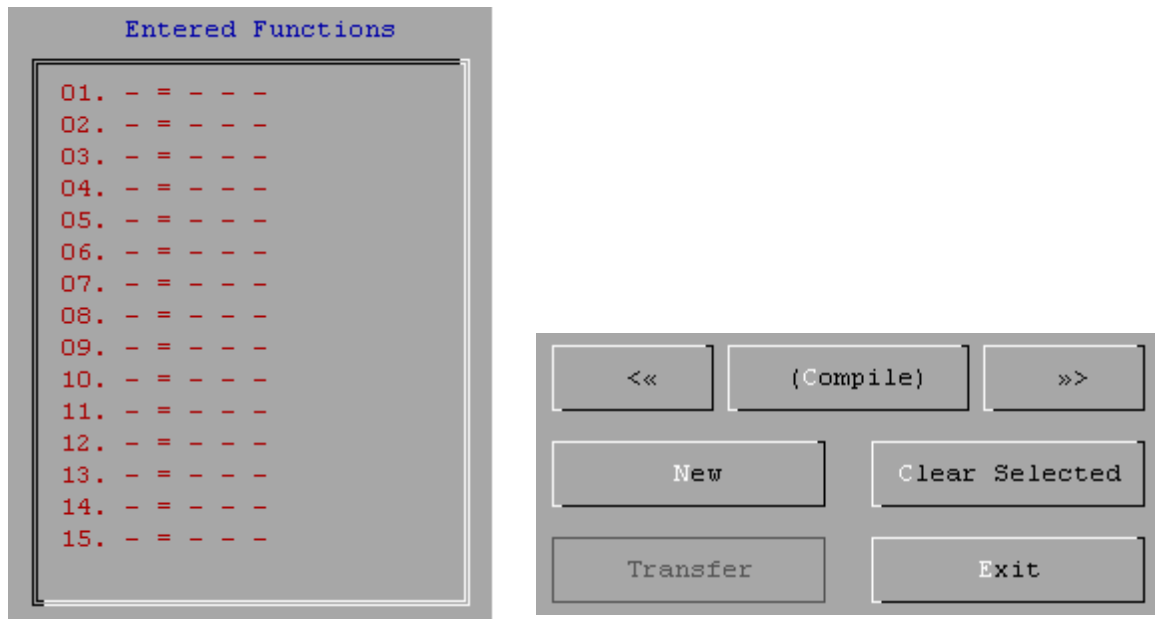 Entered Functions
01. - = - - -
02. - = - - -
03. - = - - -
04. - = - - -
05. - = - - -
06. - = - - -
07. - = - - -
08. - = - - -
09. - = - - -
10. - = - - -
11. - = - - -
12. - = - - -
13. - = - - -
14. - = - - -
15. - = - - -
<« (Compile) »>
New Clear Selected
Transfer Exit